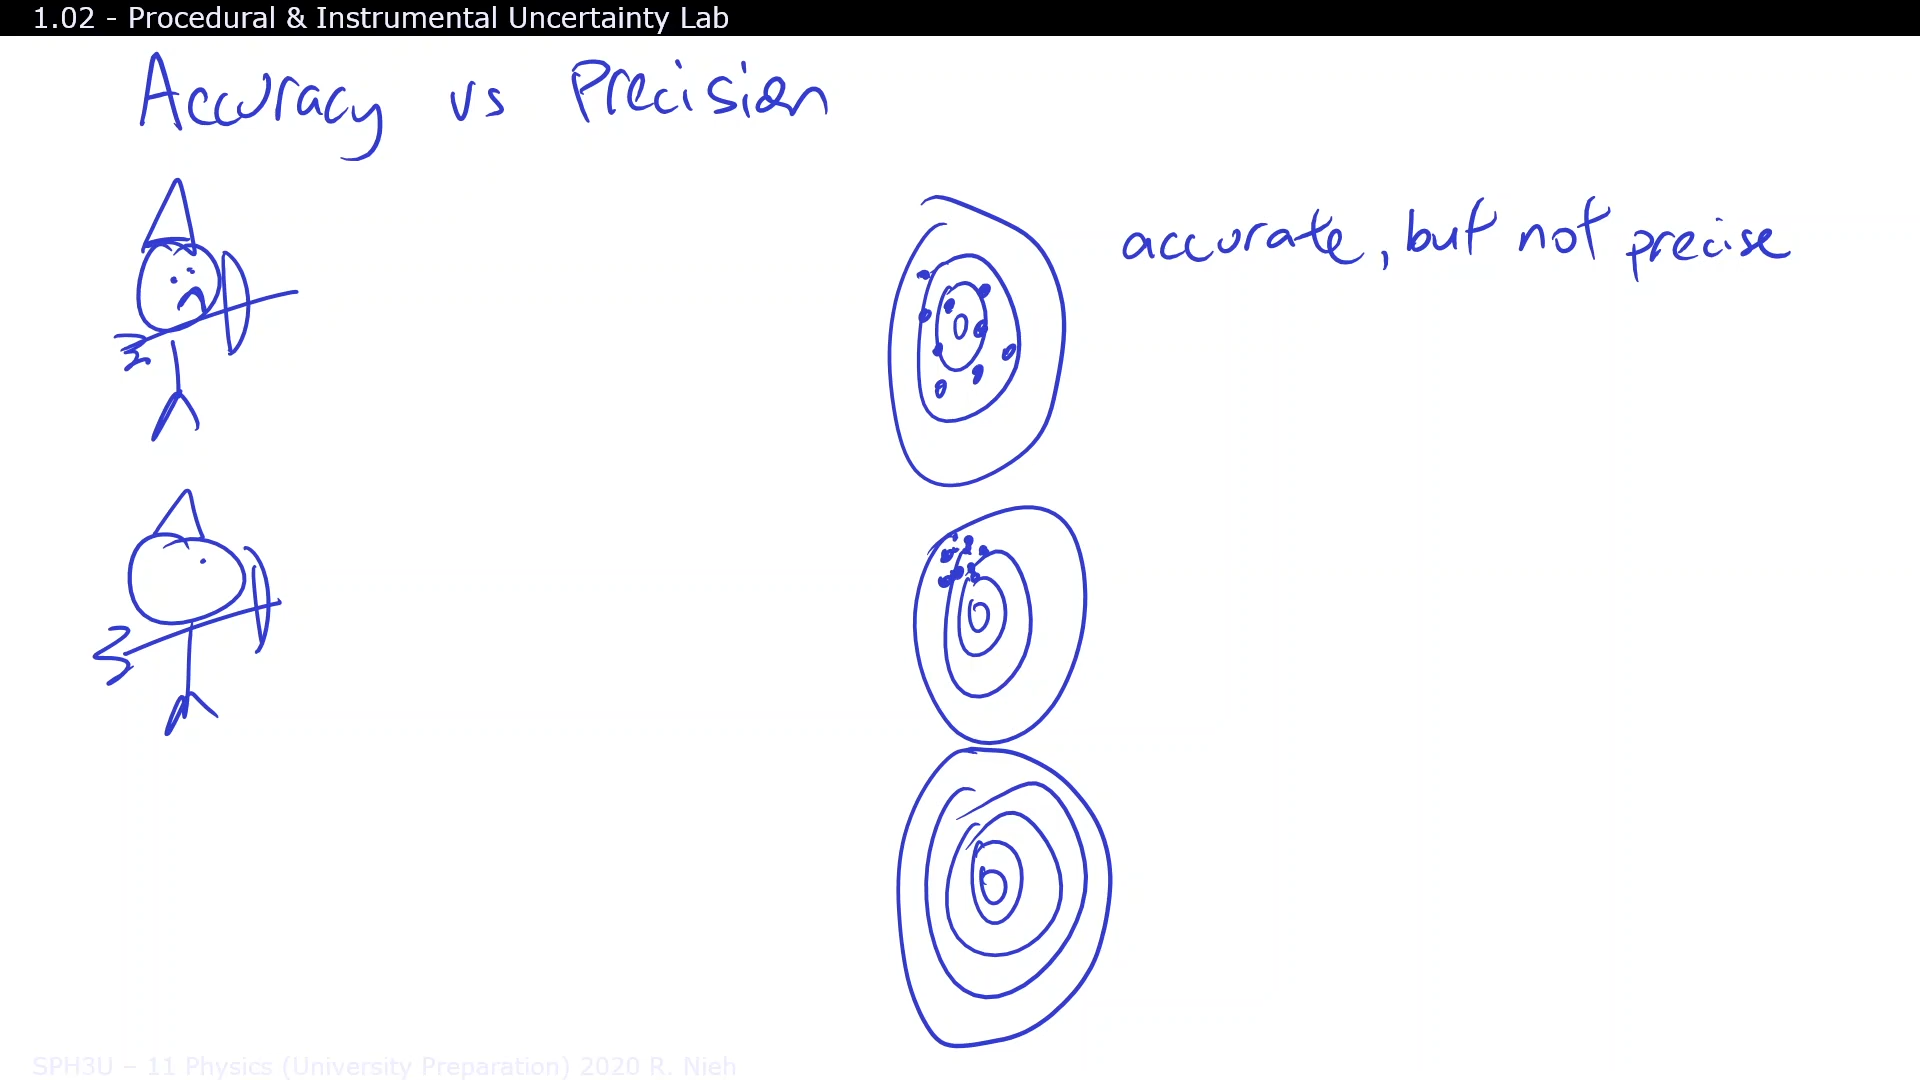 1.02 - Procedural & Instrumental Uncertainty Lab
Accuracy vs Precision
accurate, but not precise
SPH3U – 11 Physics (University Preparation) 2020 R. Nieh